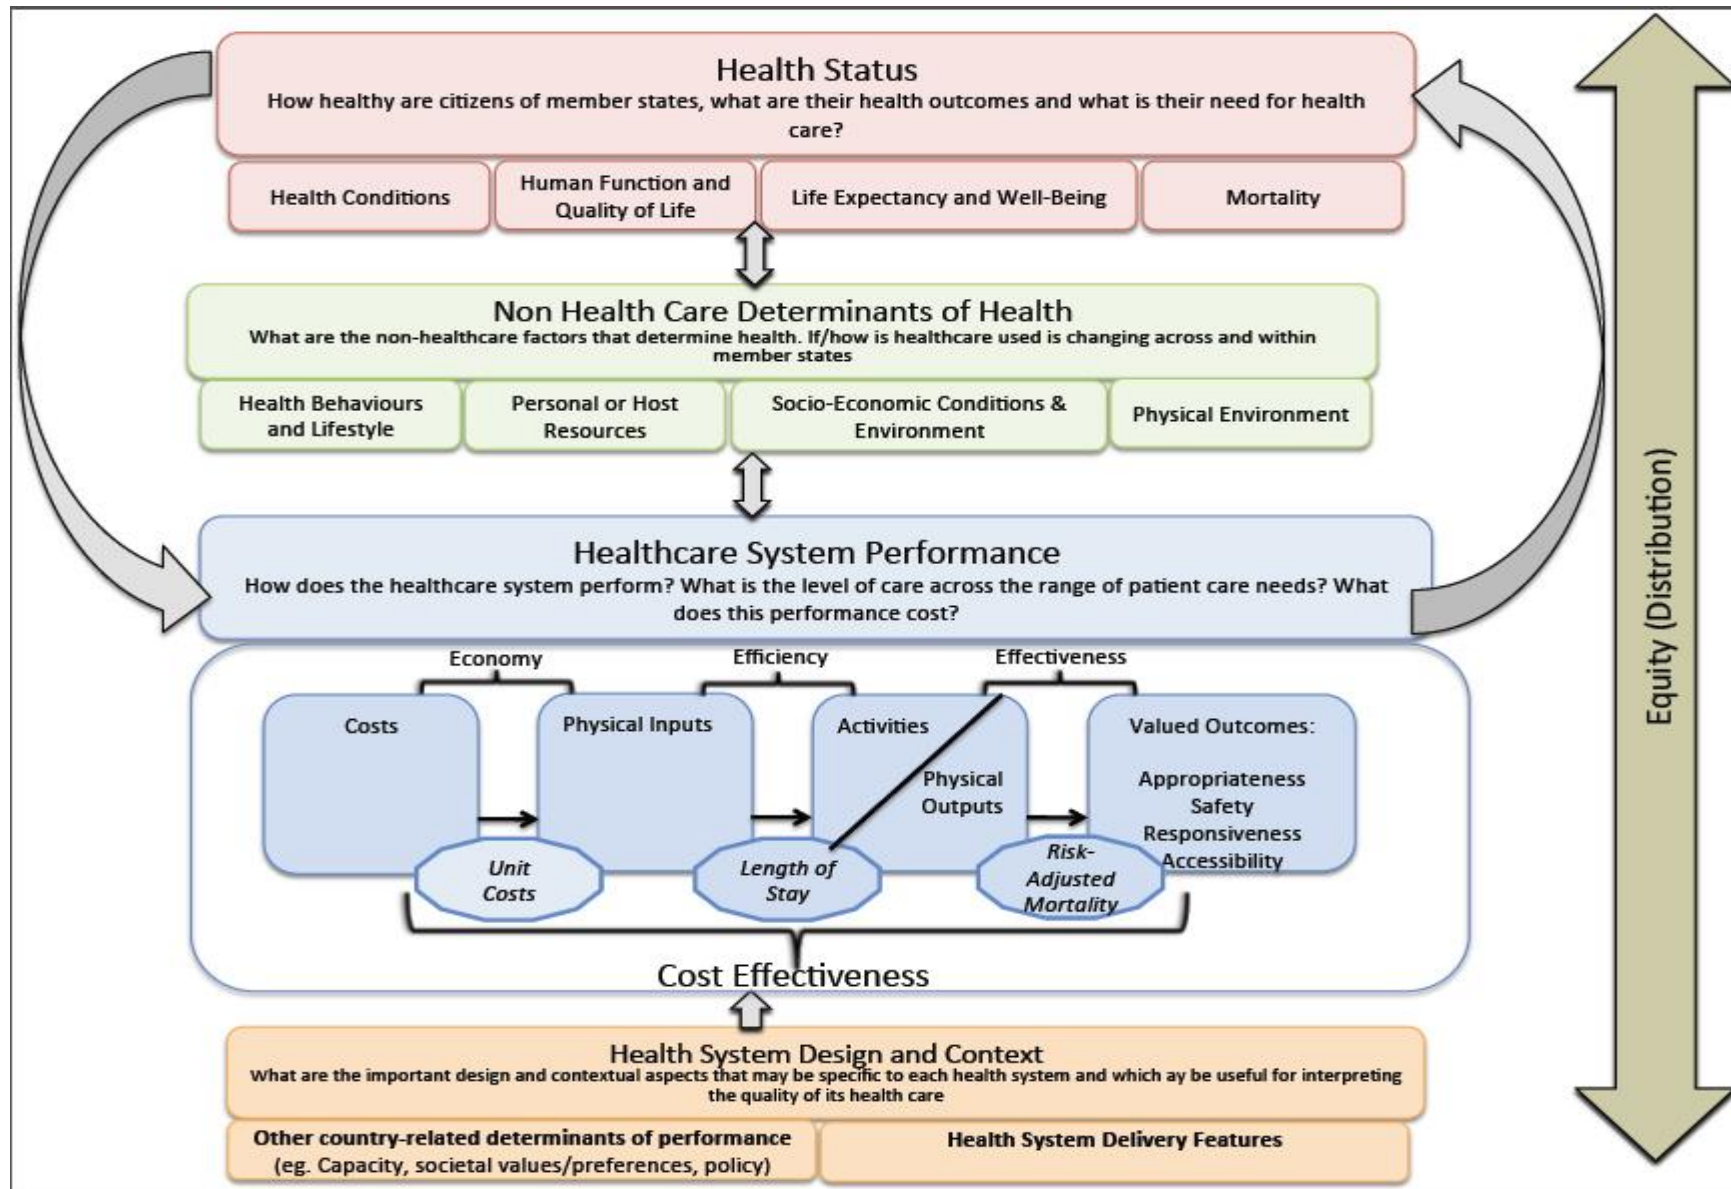 Health Status
How healthy are citizens of member states, what are their health outcomes and what is their need for health
care?
Health Conditions
Human Function and
Quality of Life
Life Expectancy and Well-Being
Mortality
Non Health Care Determinants of Health
What are the non-healthcare factors that determine health. If/how is healthcare used is changing across and within
member states
Health Behaviours
and Lifestyle
Personal or Host
Resources
Socio-Economic Conditions &
Environment
Physical Environment
Healthcare System Performance
How does the healthcare system perform? What is the level of care across the range of patient care needs? What
does this performance cost?
Economy
Efficiency
Effectiveness
Costs
Physical Inputs
Activities
Physical
Outputs
Valued Outcomes:
Appropriateness
Safety
Responsiveness
Accessibility
Unit
Costs
Length of
Stay
Risk-
Adjusted
Mortality
Cost Effectiveness
Health System Design and Context
What are the important design and contextual aspects that may be specific to each health system and which ay be useful for interpreting
the quality of its health care
Other country-related determinants of performance
(eg. Capacity, societal values/preferences, policy)
Health System Delivery Features
Equity (Distribution)